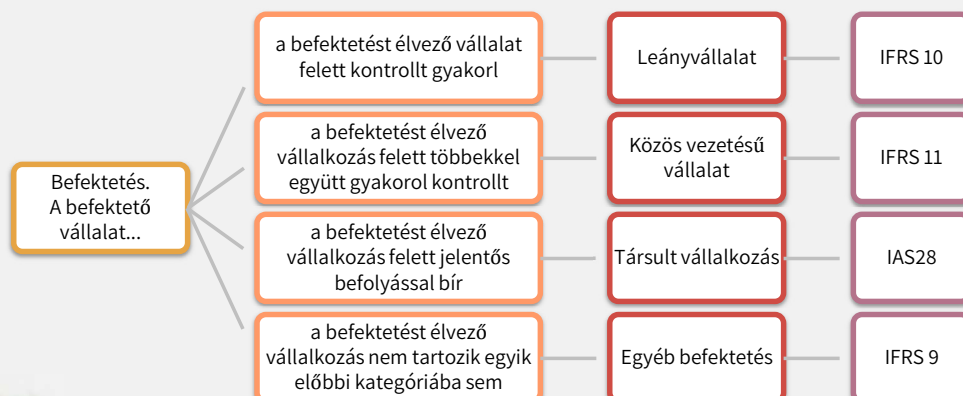 a befektetést élvező vállalat
felett kontrollt gyakorl
Leányvállalat
IFRS 10
a befektetést élvező
vállalkozás felett többekkel
együtt gyakorol kontrollt
Közös vezetésű
vállalat
IFRS 11
Befektetés.
A befektető
vállalat...
a befektetést élvező
vállalkozás felett jelentős
befolyással bír
Társult vállalkozás
IAS28
a befektetést élvező
vállalkozás nem tartozik egyik
előbbi kategóriába sem
Egyéb befektetés
IFRS 9